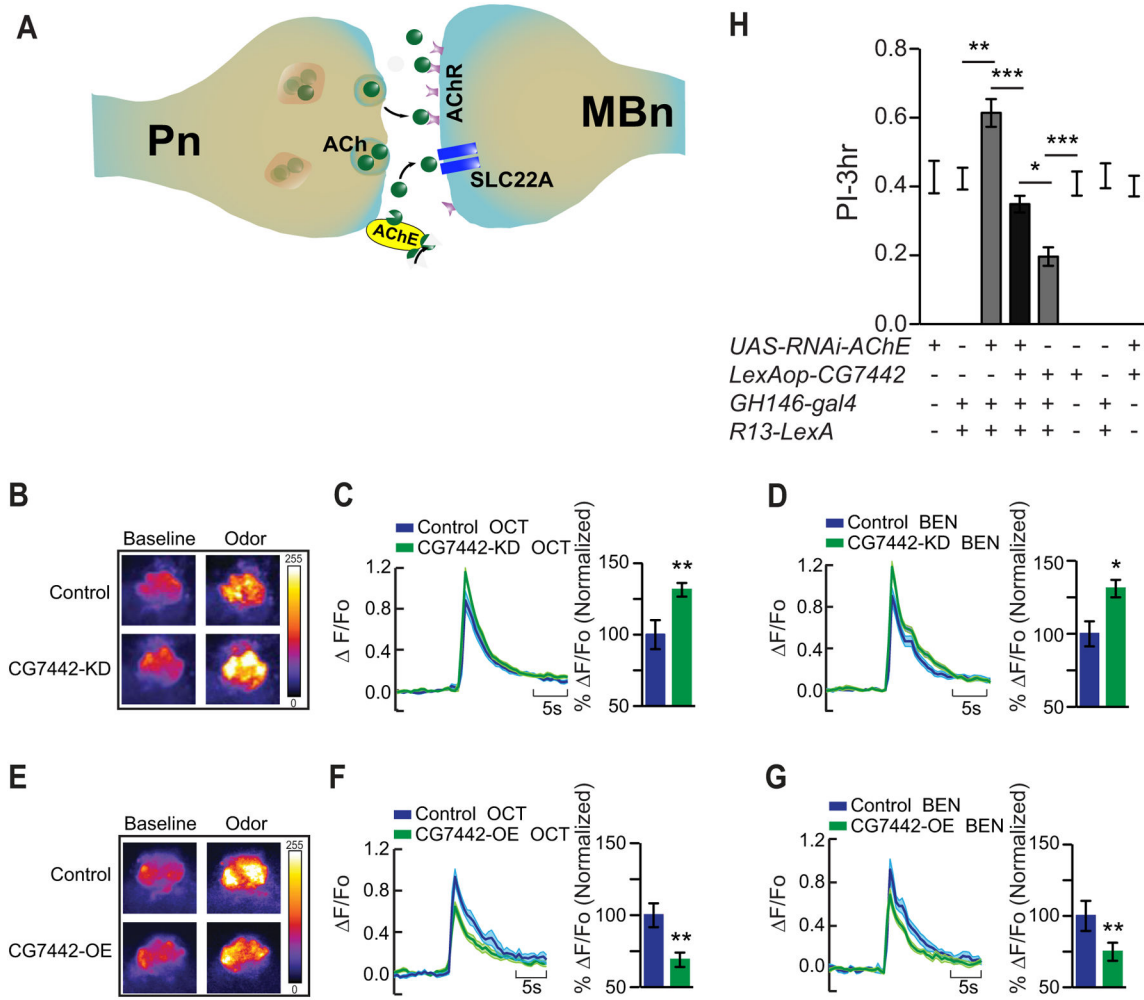 A
Pn
ACh
AChE
AChR
SLC22A
MBn
H
PI-3hr
0.8
0.6
0.4
0.2
0.0
**
***
*
***
UAS-RNAi-AChE + - + + - - - +
LexAop-CG7442 - - - + + + - +
GH146-gal4 - + + + + - + -
R13-LexA - + + + + - + -
B
Baseline Odor
Control
CG7442-KD
255
0
C
Control OCT
CG7442-KD OCT
Δ F/Fo
1.2
0.8
0.4
0.0
5s
% ΔF/Fo (Normalized)
150
100
50
**
D
Control BEN
CG7442-KD BEN
Δ F/Fo
1.2
0.8
0.4
0.0
5s
% ΔF/Fo (Normalized)
150
100
50
*
E
Baseline Odor
Control
CG7442-OE
255
0
F
Control OCT
CG7442-OE OCT
Δ F/Fo
1.2
0.8
0.4
0.0
5s
% ΔF/Fo (Normalized)
150
100
50
**
G
Control BEN
CG7442-OE BEN
Δ F/Fo
1.2
0.8
0.4
0.0
5s
% ΔF/Fo (Normalized)
150
100
50
**